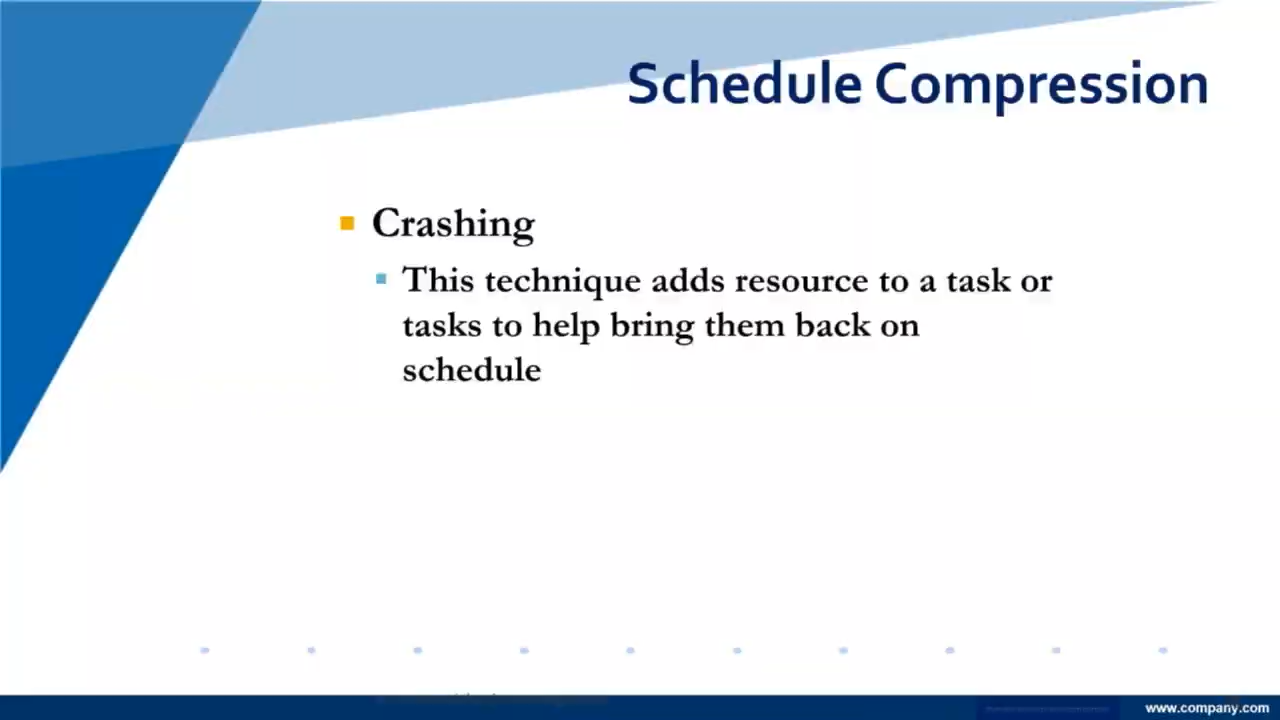 Schedule Compression
Crashing
This technique adds resource to a task or
tasks to help bring them back on
schedule
www.company.com